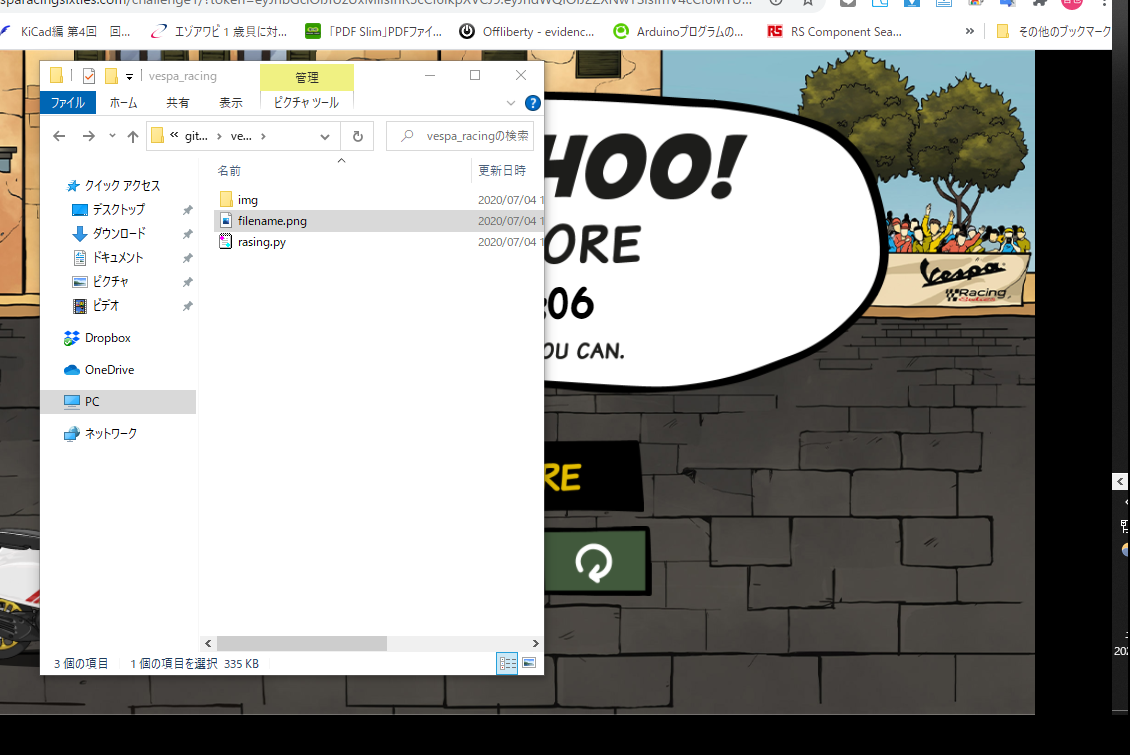 KiCad編 第4回 回...
エゾアワビ 1 歳貝に対...
「PDF Slim」PDFファイ...
Offliberty - evidenc...
Arduinoプログラムの...
RS Component Sea...
»
その他のブックマーク
vespa_racing
管理
ファイル
ホーム
共有
表示
ピクチャ ツール
« git... › ve... ›
vespa_racingの検索
名前
更新日時
クイック アクセス
デスクトップ
ダウンロード
ドキュメント
ピクチャ
ビデオ
Dropbox
OneDrive
PC
ネットワーク
img 2020/07/04 1
filename.png 2020/07/04 1
rasing.py 2020/07/04 1
3 個の項目
1 個の項目を選択 335 KB
HOO!
ORE
:06
OU CAN.
RE
Vespa
Racing
202